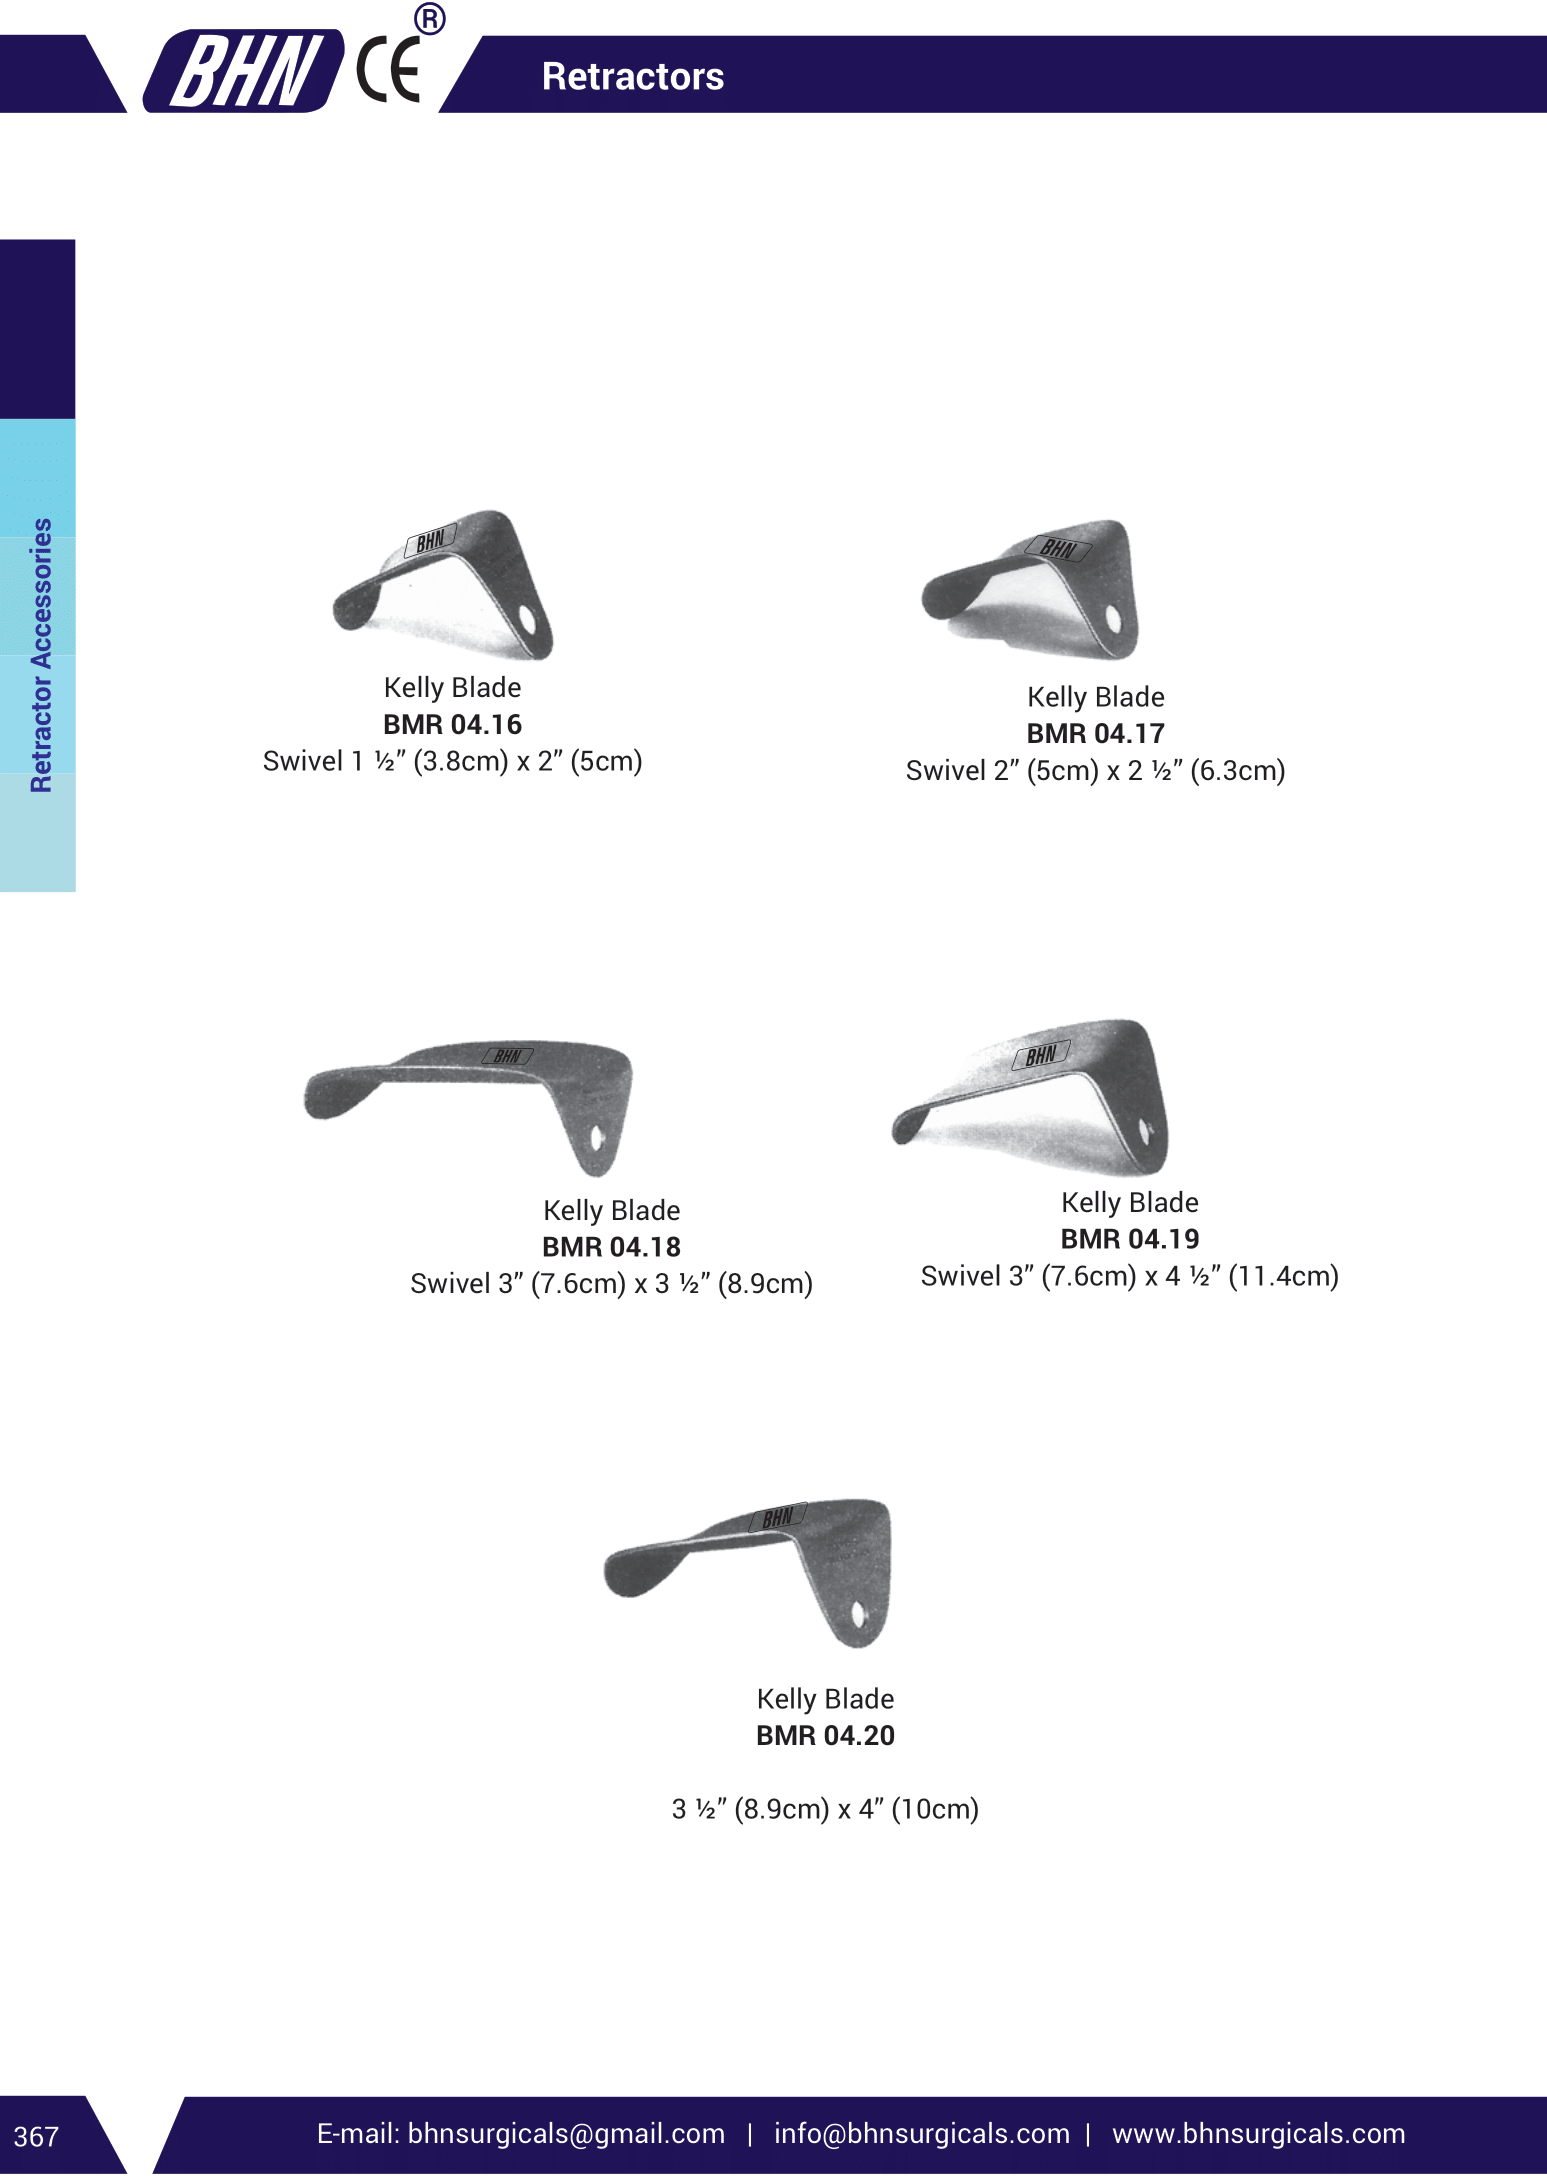 BHN CE ®
Retractors
Retractor Accessories
BHN
Kelly Blade
BMR 04.16
Swivel 1 ½” (3.8cm) x 2” (5cm)
BHN
Kelly Blade
BMR 04.17
Swivel 2” (5cm) x 2 ½” (6.3cm)
BHN
Kelly Blade
BMR 04.18
Swivel 3” (7.6cm) x 3 ½” (8.9cm)
BHN
Kelly Blade
BMR 04.19
Swivel 3” (7.6cm) x 4 ½” (11.4cm)
BHN
Kelly Blade
BMR 04.20
3 ½” (8.9cm) x 4” (10cm)
367
E-mail: bhnsurgicals@gmail.com | info@bhnsurgicals.com | www.bhnsurgicals.com